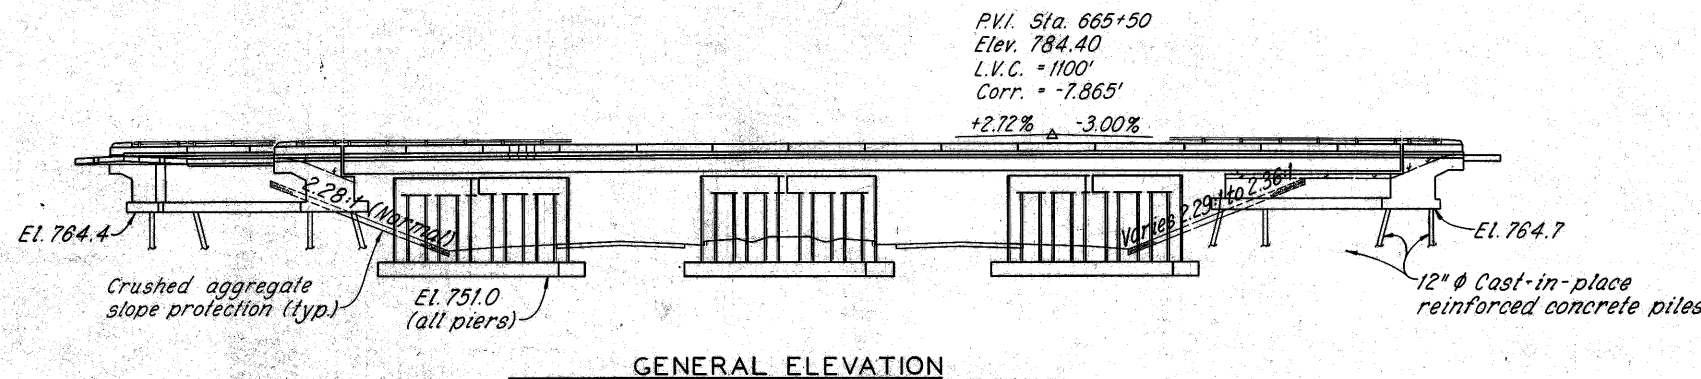 P.V.I. Sta. 665+50
Elev. 784.40
L.V.C. = 1100'
Corr. = -7.865'
+2.72% -3.00%
2.28:1 (Normal)
Varies 2.29:1 to 2.36:1
El. 764.4
El. 764.7
Crushed aggregate
slope protection (typ.)
El. 751.0
(all piers)
12" φ Cast-in-place
reinforced concrete piles
GENERAL ELEVATION